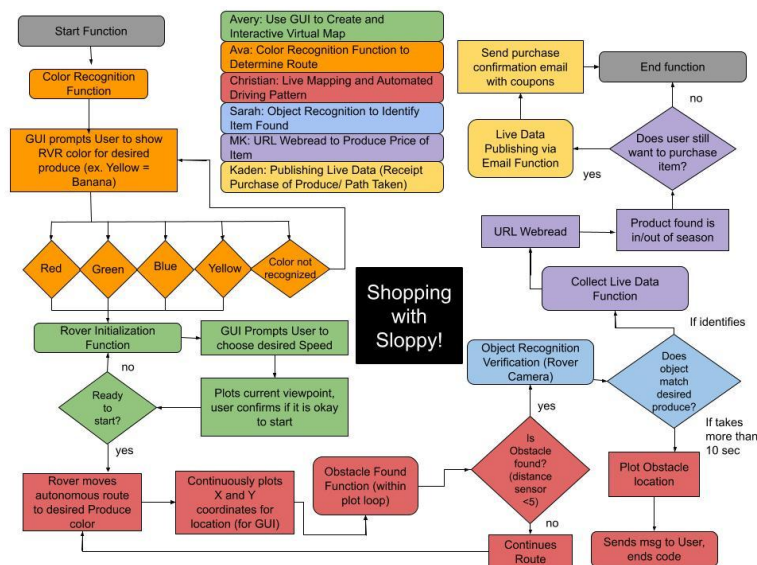 Start Function
Color Recognition
Function
GUI prompts User to show
RVR color for desired
produce (ex. Yellow =
Banana)
Red
Green
Blue
Yellow
Color not
recognized
Rover Initialization
Function
GUI Prompts User to
choose desired Speed
Plots current viewpoint,
user confirms if it is okay
to start
no
Ready
to
start?
yes
Rover moves
autonomous route
to desired Produce
color
Continuously plots
X and Y
coordinates for
location (for GUI)
Obstacle Found
Function (within
plot loop)
Is
Obstacle
found?
(distance
sensor
<5)
no
Continues
Route
yes
Object Recognition
Verification (Rover
Camera)
Does
object
match
desired
produce?
If takes
more than
10 sec
Plot Obstacle
location
Sends msg to User,
ends code
If identifies
Collect Live Data
Function
URL Webread
Product found is
in/out of season
Does user still
want to purchase
item?
yes
Live Data
Publishing via
Email Function
Send purchase
confirmation email
with coupons
no
End function
Avery: Use GUI to Create and
Interactive Virtual Map
Ava: Color Recognition Function to
Determine Route
Christian: Live Mapping and Automated
Driving Pattern
Sarah: Object Recognition to Identify
Item Found
MK: URL Webread to Produce Price of
Item
Kaden: Publishing Live Data (Receipt
Purchase of Produce/ Path Taken)
Shopping
with
Sloppy!